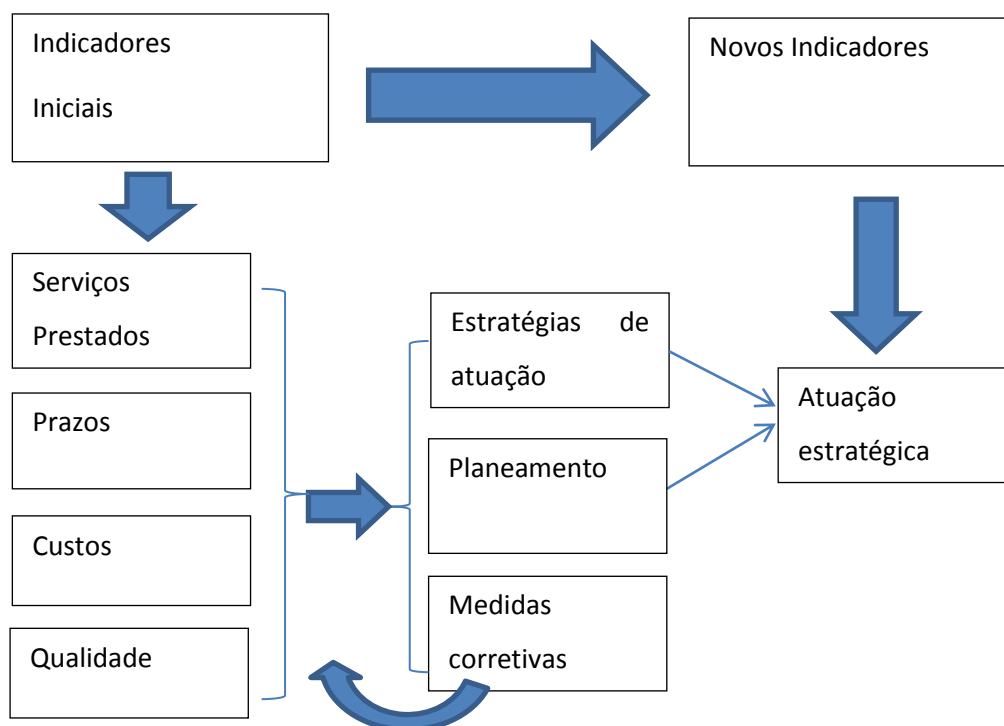 Indicadores
Iniciais
Novos Indicadores
Serviços
Prestados
Prazos
Custos
Qualidade
Estratégias de
atuação
Planeamento
Medidas
corretivas
Atuação
estratégica